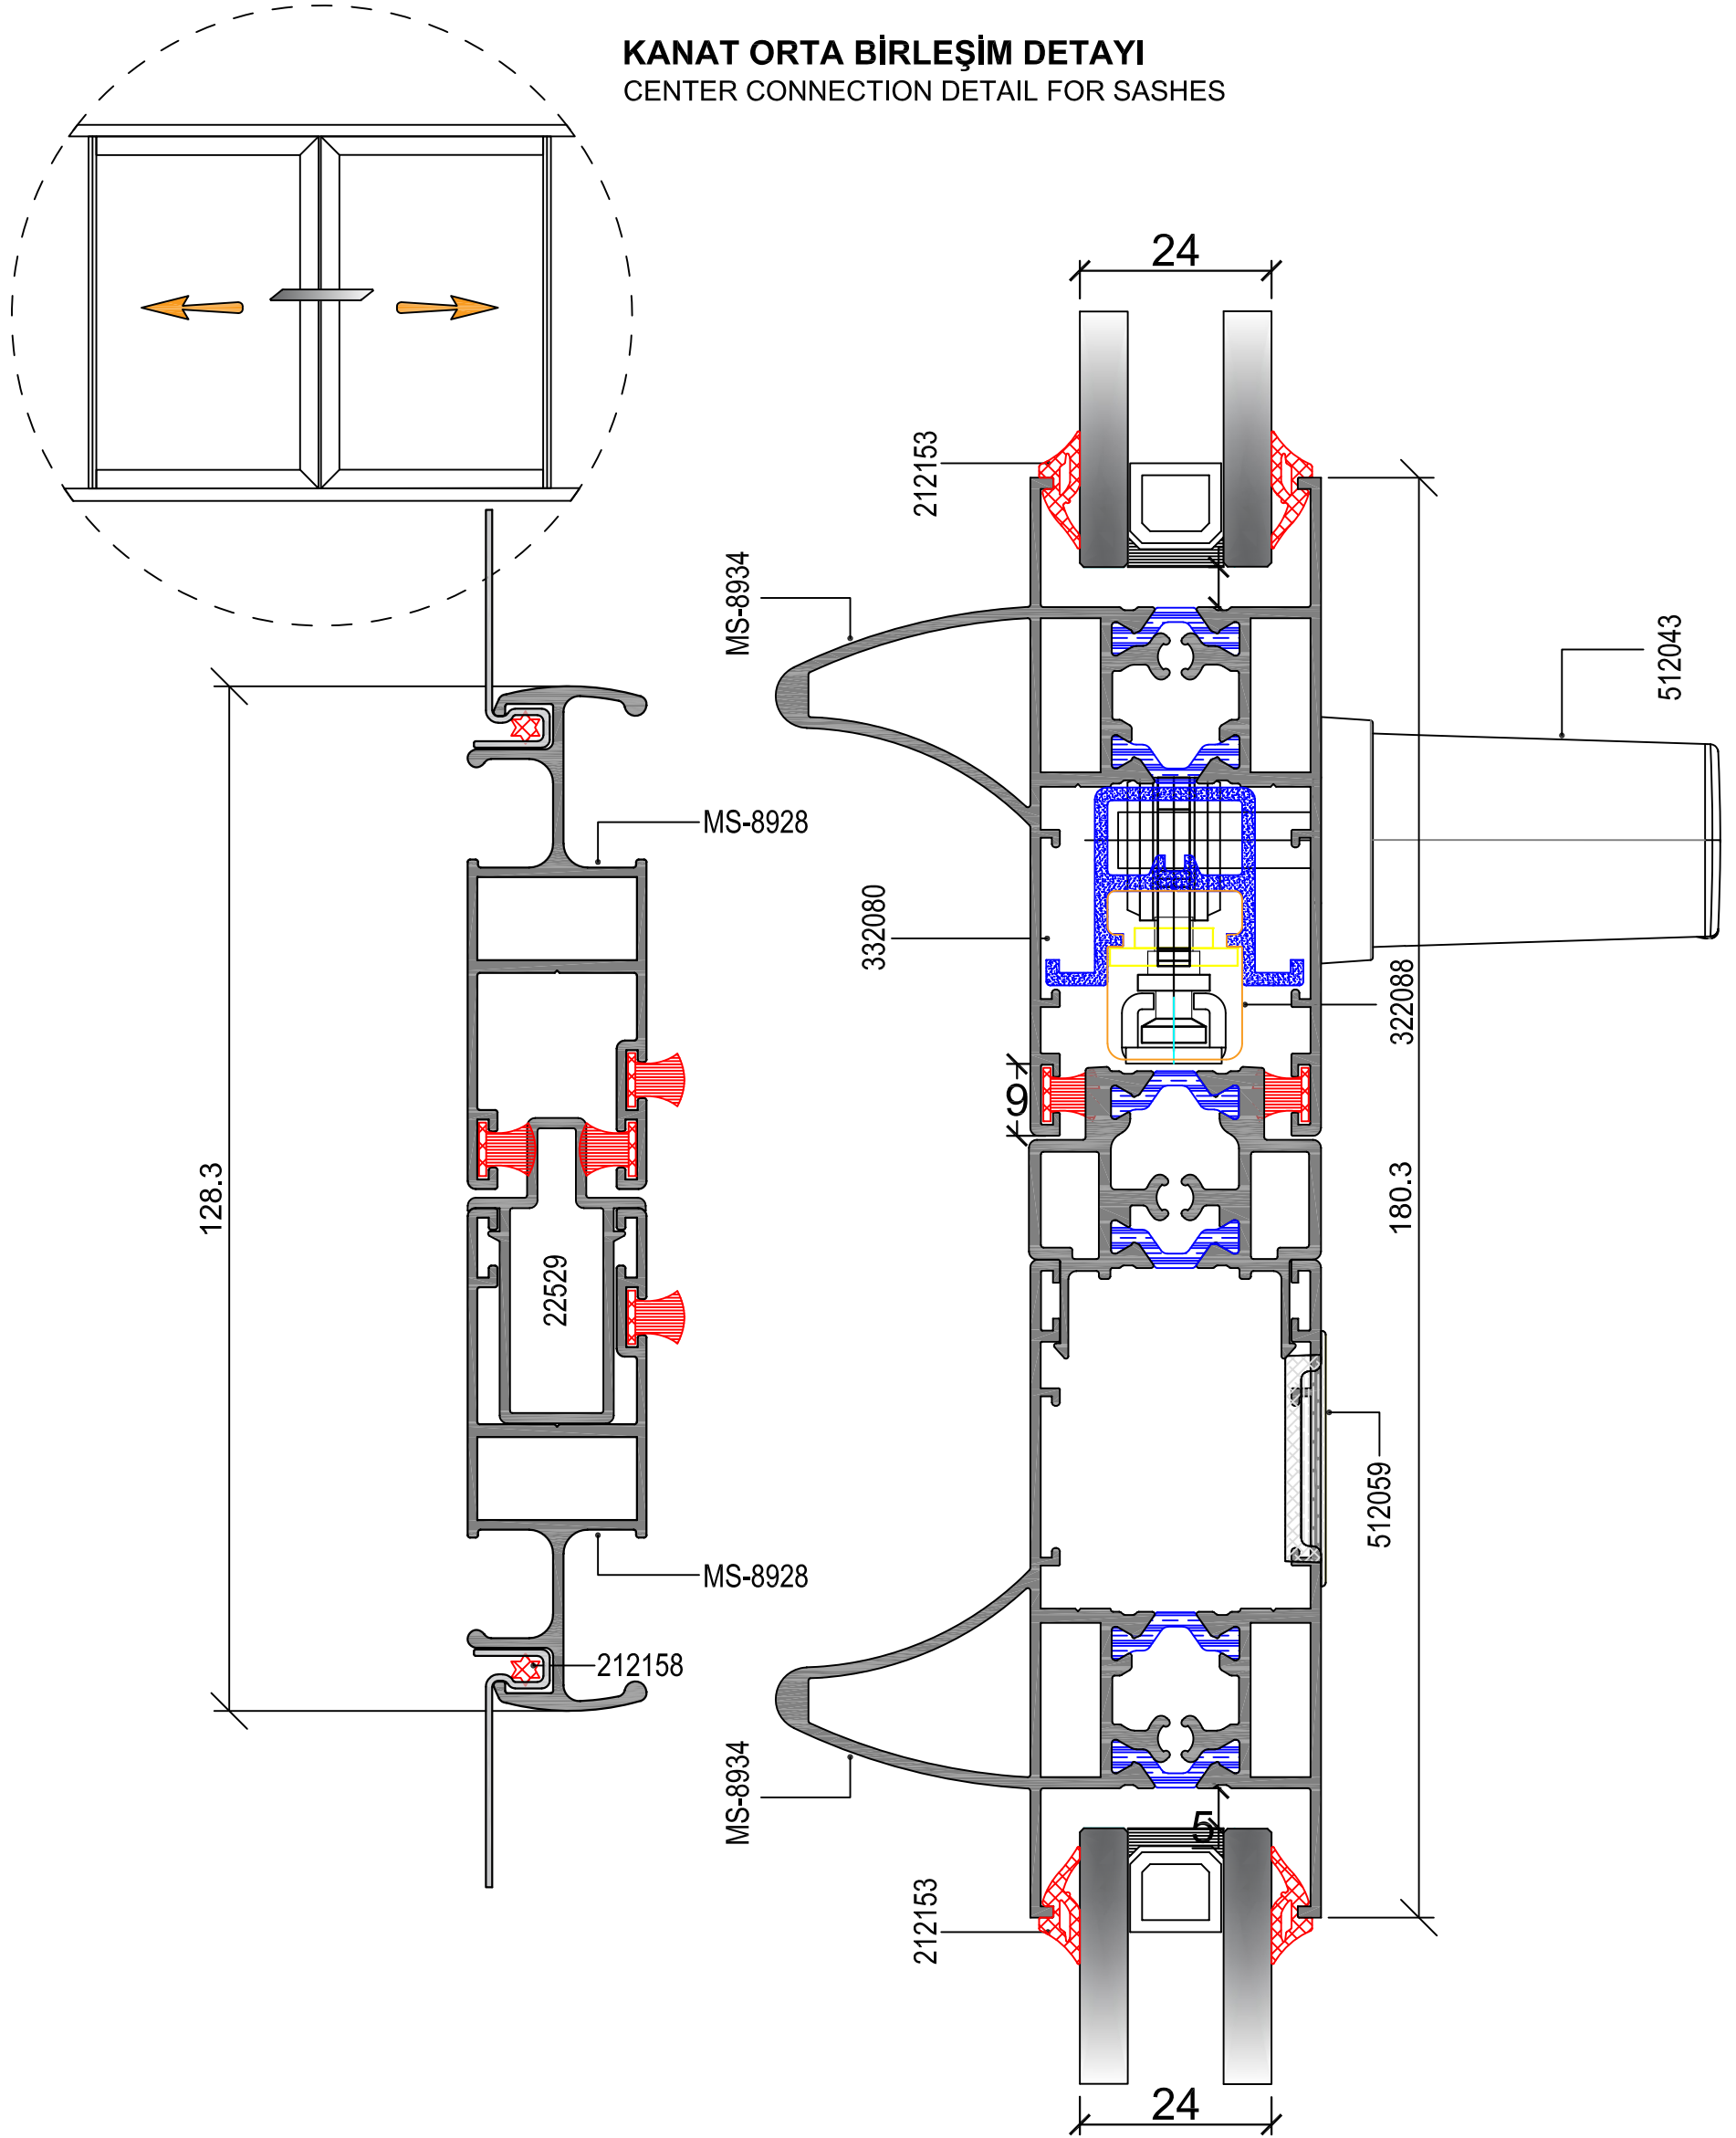 KANAT ORTA BİRLEŞİM DETAYI
CENTER CONNECTION DETAIL FOR SASHES
24
212153
MS-8934
512043
MS-8928
332080
322088
9
128.3
180.3
22529
512059
MS-8928
212158
MS-8934
5
212153
24